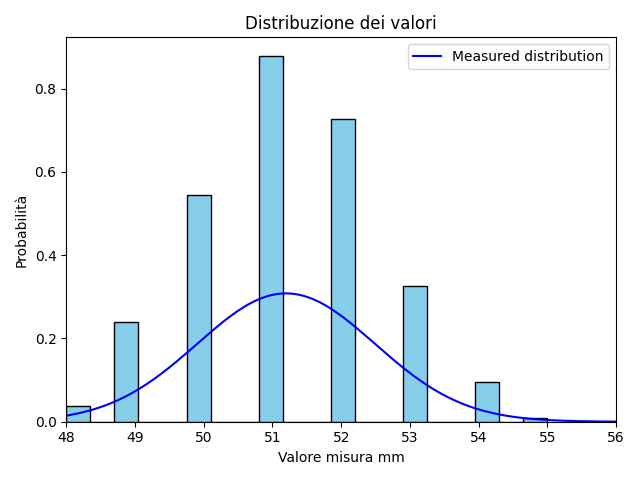 Distribuzione dei valori
Measured distribution
Probabilità
0.8
0.6
0.4
0.2
0.0
48 49 50 51 52 53 54 55 56
Valore misura mm